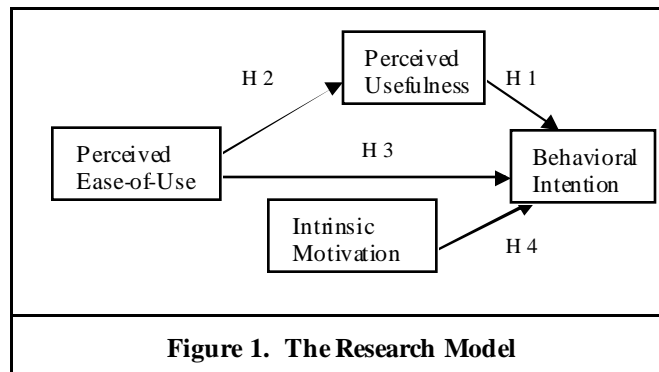 Perceived
Usefulness
H 1
H 2
H 3
Perceived
Ease-of-Use
Behavioral
Intention
Intrinsic
Motivation
H 4
Figure 1. The Research Model